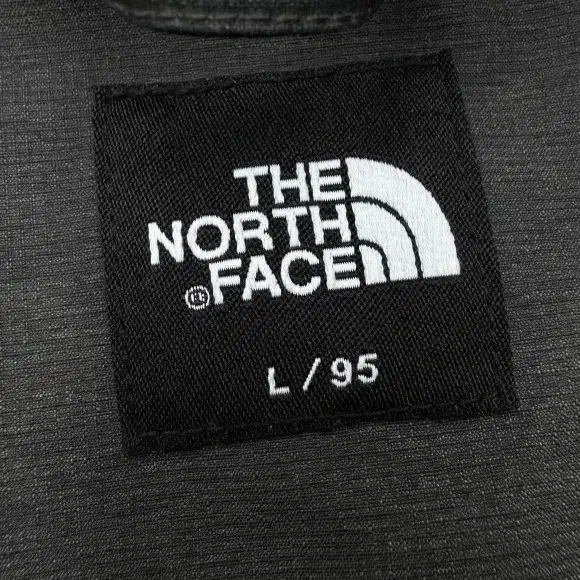 THE
NORTH
®FACE
L / 95